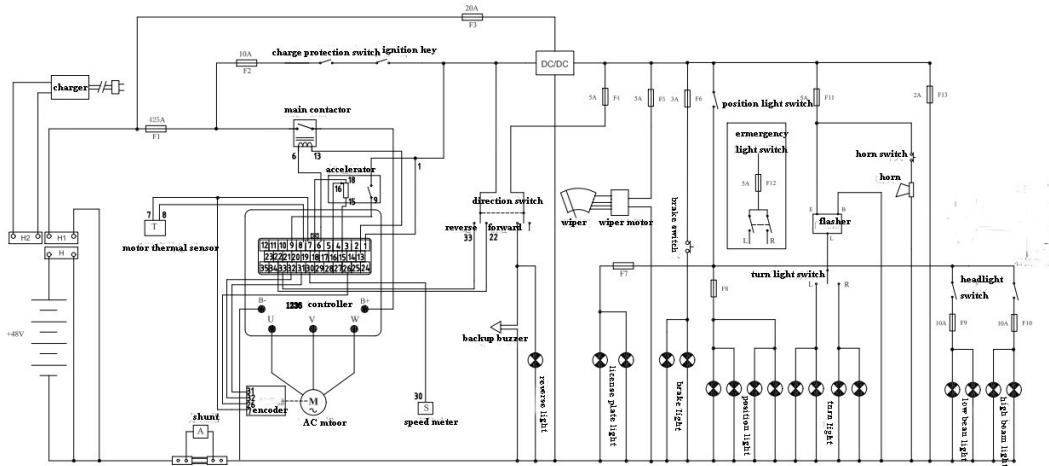 20A
F3
10A
F2
charge protection switch
ignition key
DC/DC
charger
main contactor
425A
F1
6
13
5A
F4
5A
F5
3A
F6
position light switch
5A
F11
2A
F13
ermergency
light switch
5A
F12
L
R
horn switch
horn
accelerator
18
16
15
9
1
direction switch
reverse
forward
33
22
wiper
wiper motor
brake switch
E
B
flasher
L
7
8
T
motor thermal sensor
H2
H1
H
12 11 10 9 8 7 6 5 4 3 2 1
23 22 21 20 19 18 17 16 15 14 13
35 34 33 32 31 30 29 28 27 26 25 24
B-
1236 controller
B+
U
V
W
F7
F8
turn light switch
L
R
headlight
switch
10A
F9
10A
F10
+48V
backup buzzer
reverse light
license plate light
brake light
position light
turn light
low bean light
high beam light
31
32
26
7
encoder
M
~
AC mtoor
30
S
speed meter
shunt
A